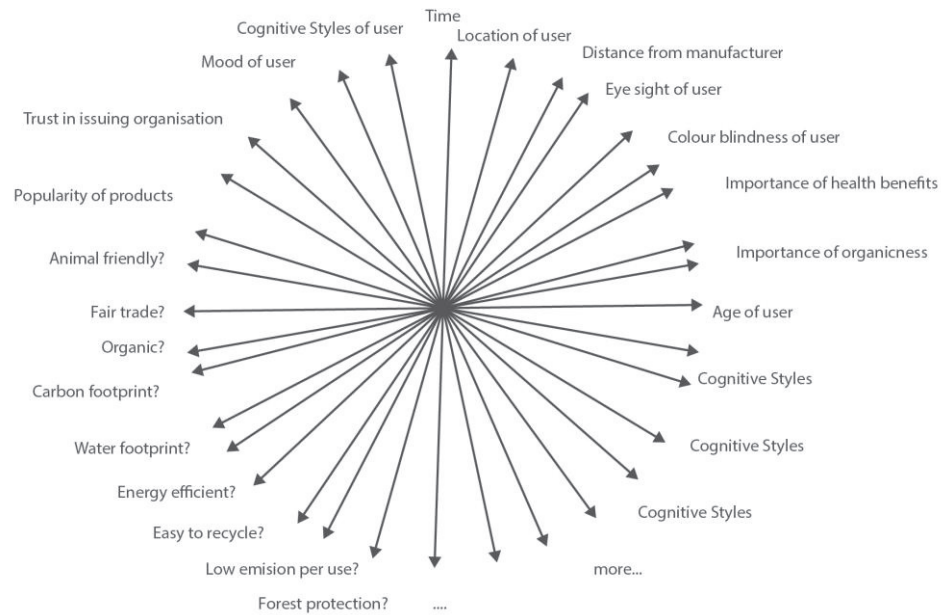 Time
Cognitive Styles of user
Location of user
Mood of user
Distance from manufacturer
Eye sight of user
Trust in issuing organisation
Colour blindness of user
Popularity of products
Importance of health benefits
Animal friendly?
Importance of organicness
Fair trade?
Age of user
Organic?
Carbon footprint?
Cognitive Styles
Water footprint?
Cognitive Styles
Energy efficient?
Cognitive Styles
Easy to recycle?
Low emision per use?
more...
Forest protection?
....